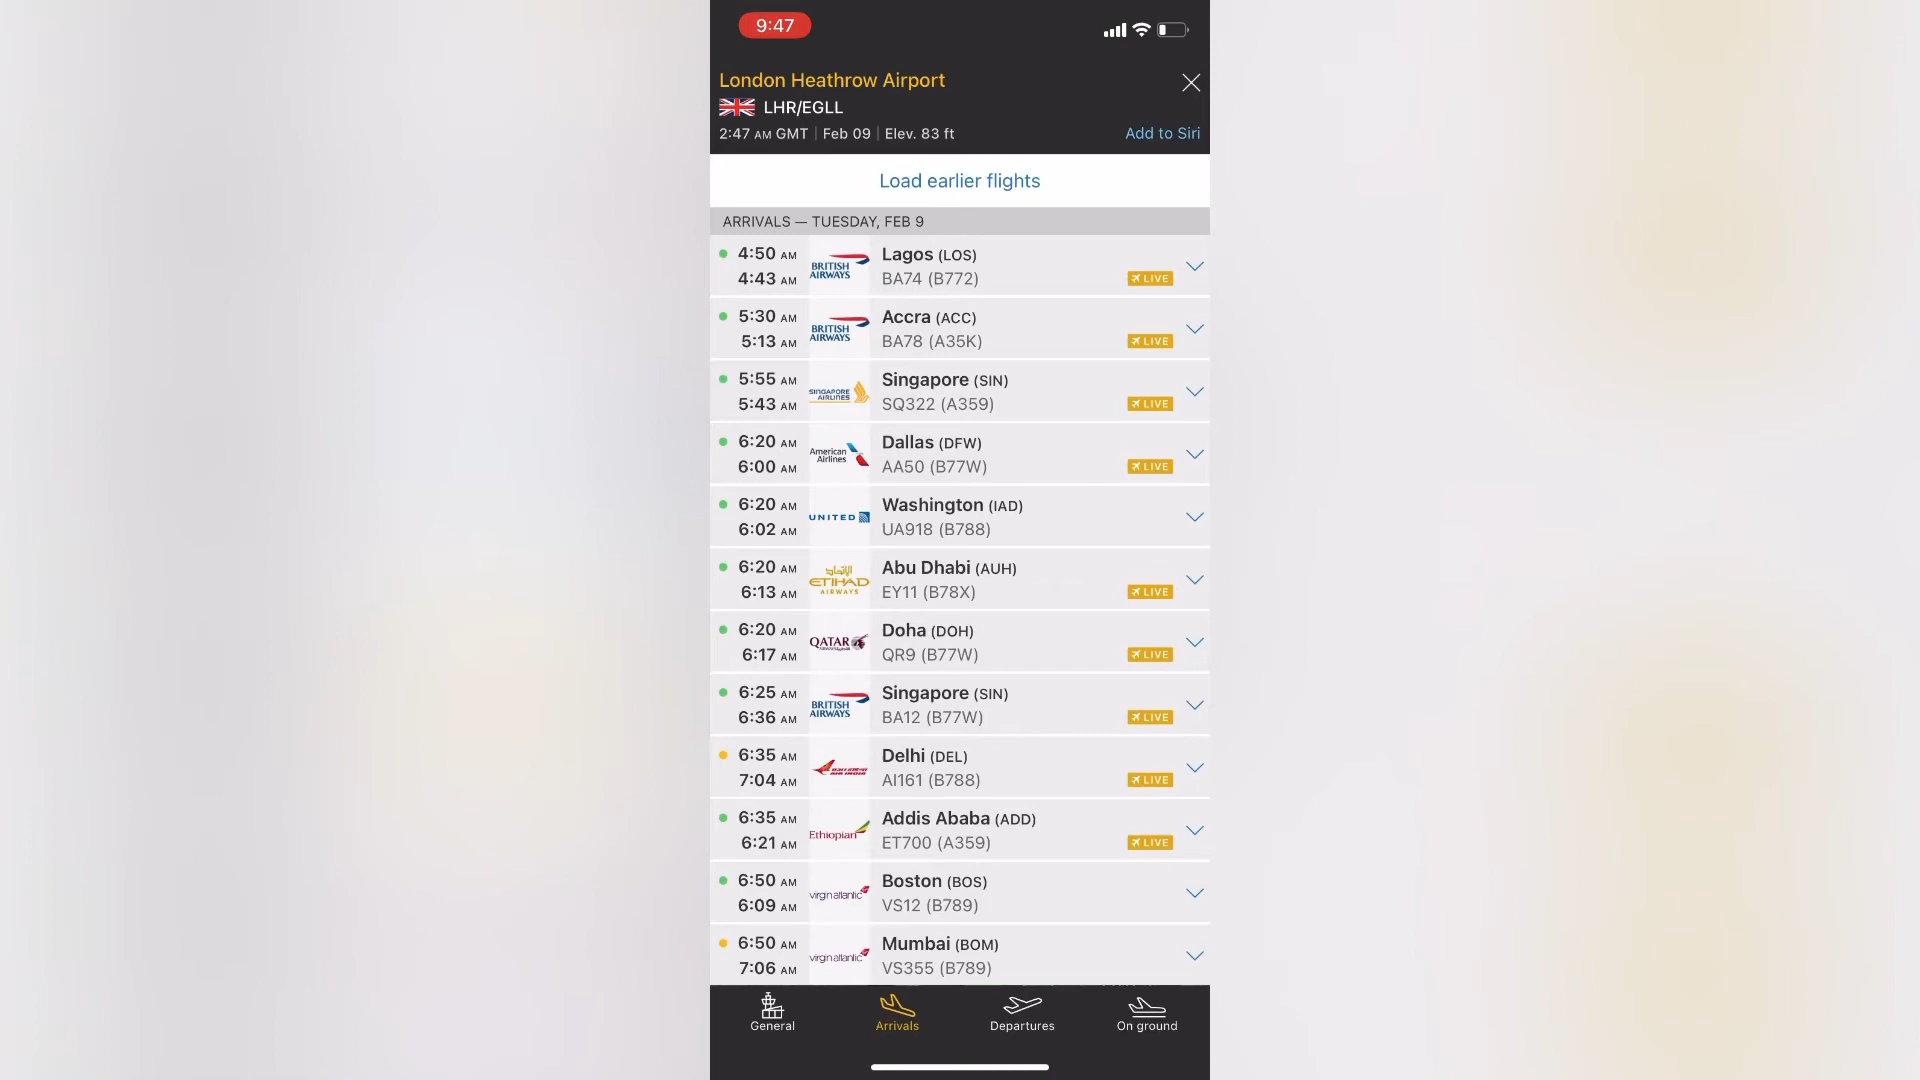 9:47
London Heathrow Airport
LHR/EGLL
2:47 AM GMT | Feb 09 | Elev. 83 ft
Add to Siri
Load earlier flights
ARRIVALS — TUESDAY, FEB 9
4:50 AM
4:43 AM
BRITISH AIRWAYS
Lagos (LOS)
BA74 (B772)
LIVE
5:30 AM
5:13 AM
BRITISH AIRWAYS
Accra (ACC)
BA78 (A35K)
LIVE
5:55 AM
5:43 AM
SINGAPORE AIRLINES
Singapore (SIN)
SQ322 (A359)
LIVE
6:20 AM
6:00 AM
American Airlines
Dallas (DFW)
AA50 (B77W)
LIVE
6:20 AM
6:02 AM
UNITED
Washington (IAD)
UA918 (B788)
6:20 AM
6:13 AM
الإتحاد
ETIHAD
AIRWAYS
Abu Dhabi (AUH)
EY11 (B78X)
LIVE
6:20 AM
6:17 AM
QATAR
Doha (DOH)
QR9 (B77W)
LIVE
6:25 AM
6:36 AM
BRITISH AIRWAYS
Singapore (SIN)
BA12 (B77W)
LIVE
6:35 AM
7:04 AM
AIR INDIA
Delhi (DEL)
AI161 (B788)
LIVE
6:35 AM
6:21 AM
Ethiopian
Addis Ababa (ADD)
ET700 (A359)
LIVE
6:50 AM
6:09 AM
virgin atlantic
Boston (BOS)
VS12 (B789)
6:50 AM
7:06 AM
virgin atlantic
Mumbai (BOM)
VS355 (B789)
General
Arrivals
Departures
On ground